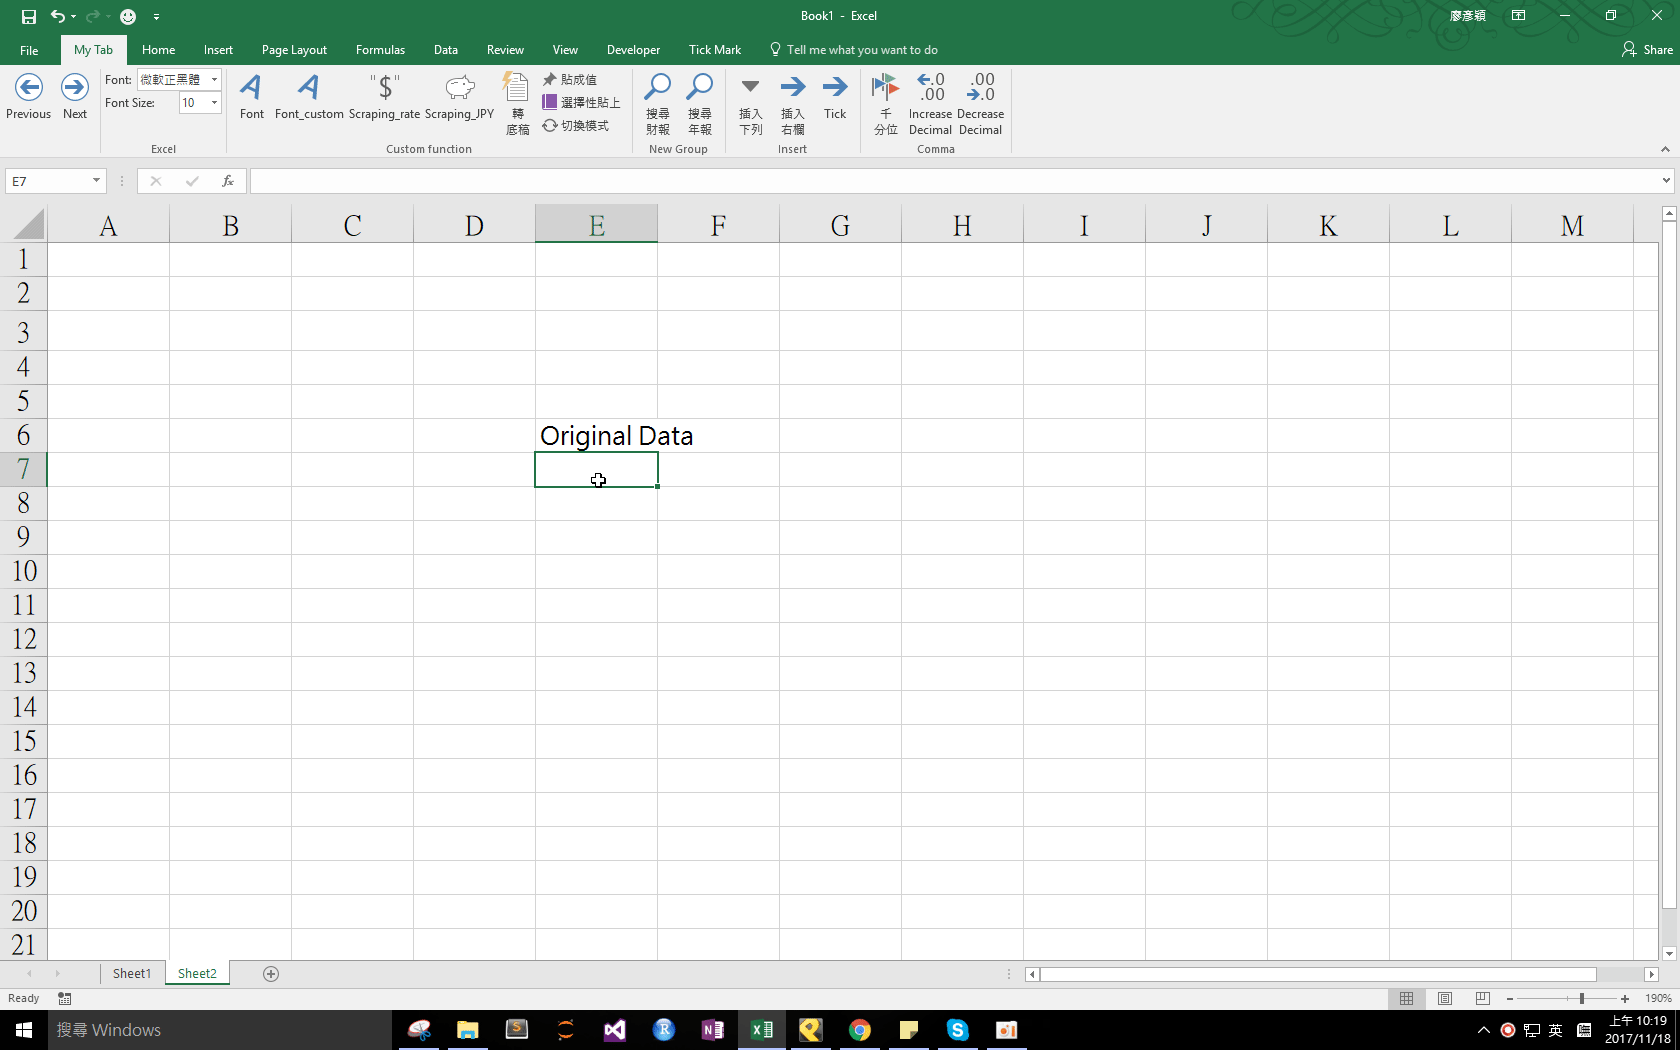 Book1 - Excel
廖彥穎
File My Tab Home Insert Page Layout Formulas Data Review View Developer Tick Mark Tell me what you want to do Share
Previous Next
Font: 微軟正黑體
Font Size: 10
Excel
Font Font_custom Scraping_rate Scraping_JPY
轉
底稿
貼成值
選擇性貼上
切換模式
Custom function
搜尋
財報
搜尋
年報
New Group
插入
下列
插入
右欄
Tick
Insert
千
分位
Increase
Decimal
Decrease
Decimal
Comma
E7
fx
A B C D E F G H I J K L M
1
2
3
4
5
6 Original Data
7
8
9
10
11
12
13
14
15
16
17
18
19
20
21
Sheet1 Sheet2
Ready
190%
搜尋 Windows
英
上午 10:19
2017/11/18